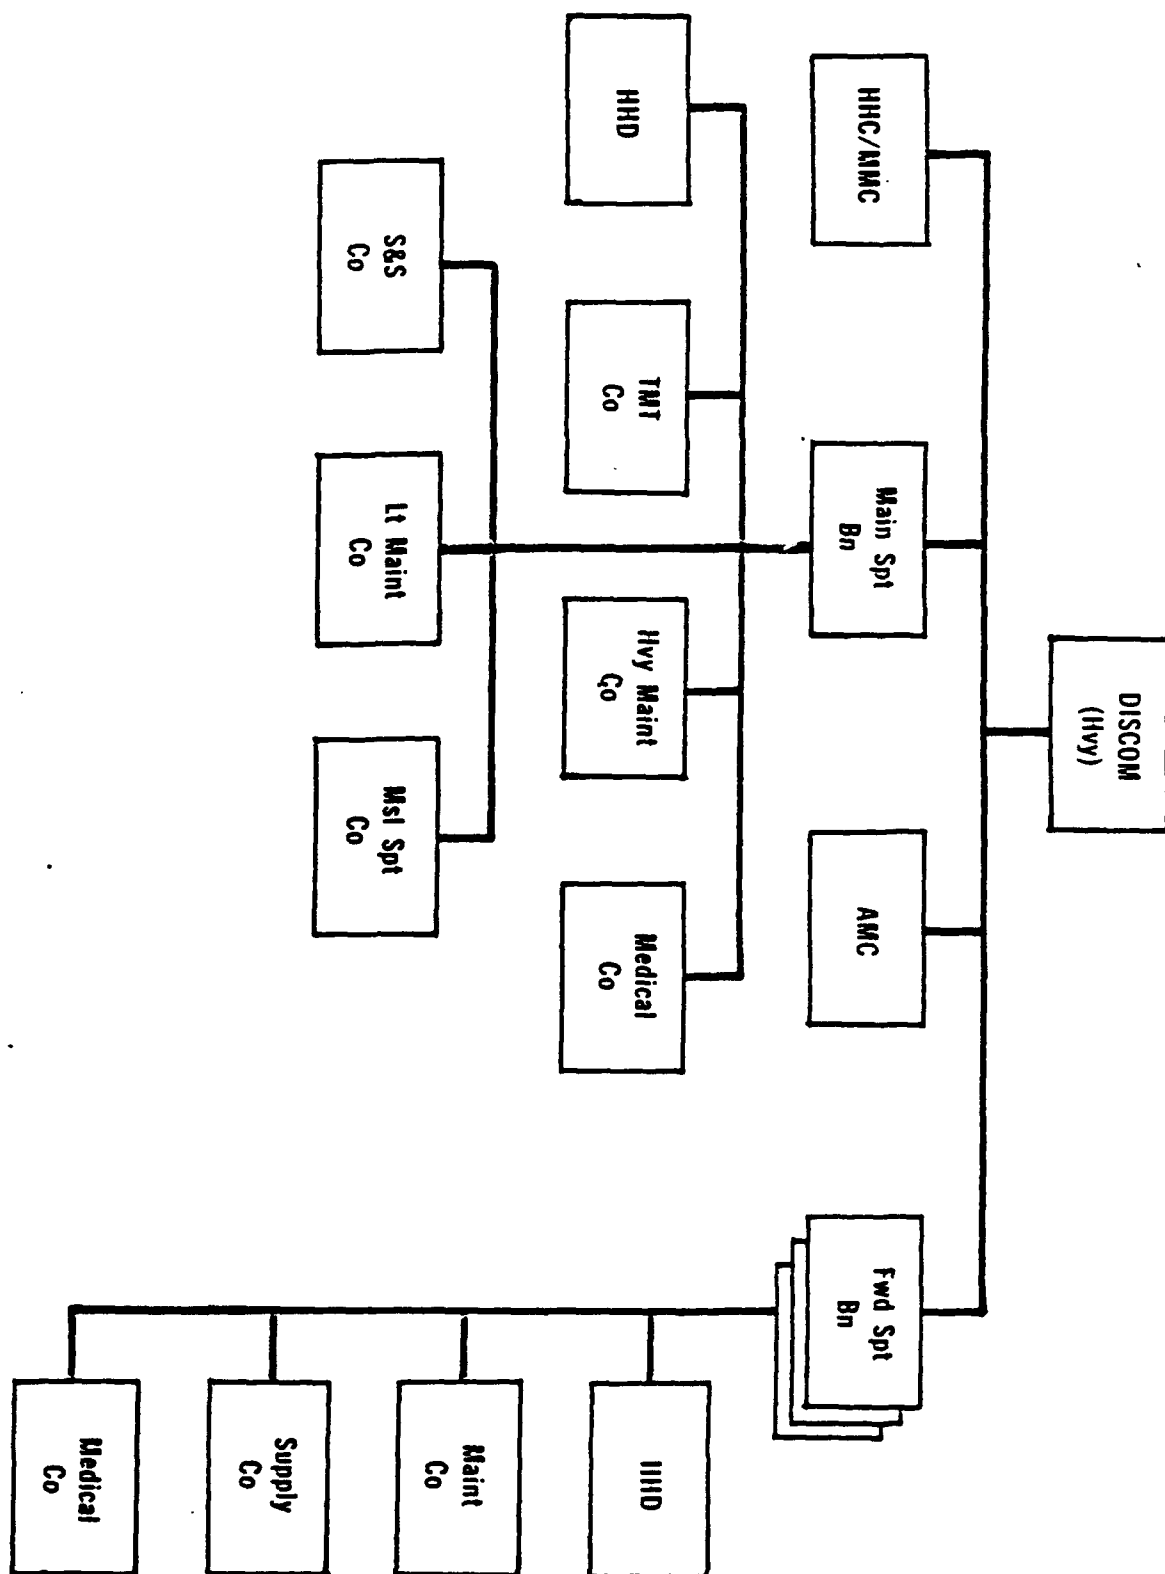 DISCOM
(Hvy)
HHC/MMC
Main Spt
Bn
AMC
Fwd Spt
Bn
HHD
TMT
Co
Hvy Maint
Co
Medical
Co
S&S
Co
Lt Maint
Co
Msl Spt
Co
HHD
Maint
Co
Supply
Co
Medical
Co